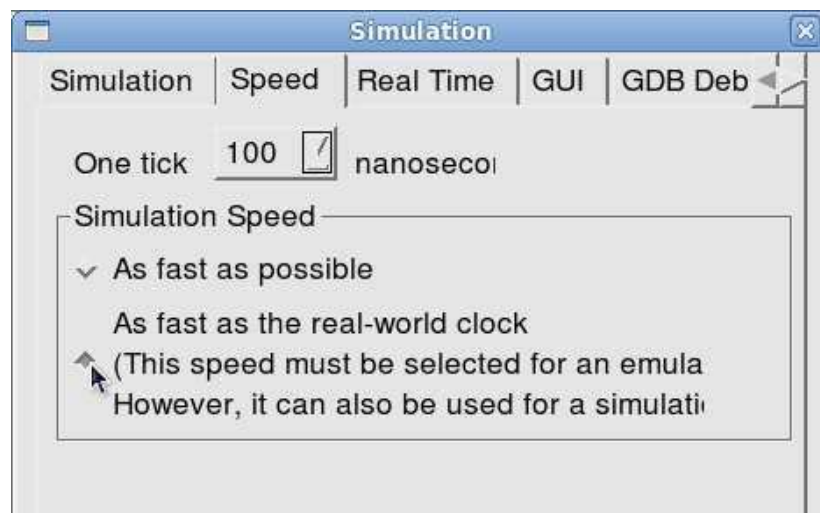 Simulation
Simulation Speed Real Time GUI GDB Deb
One tick 100 nanosecon
Simulation Speed
As fast as possible
As fast as the real-world clock
(This speed must be selected for an emula
However, it can also be used for a simulati